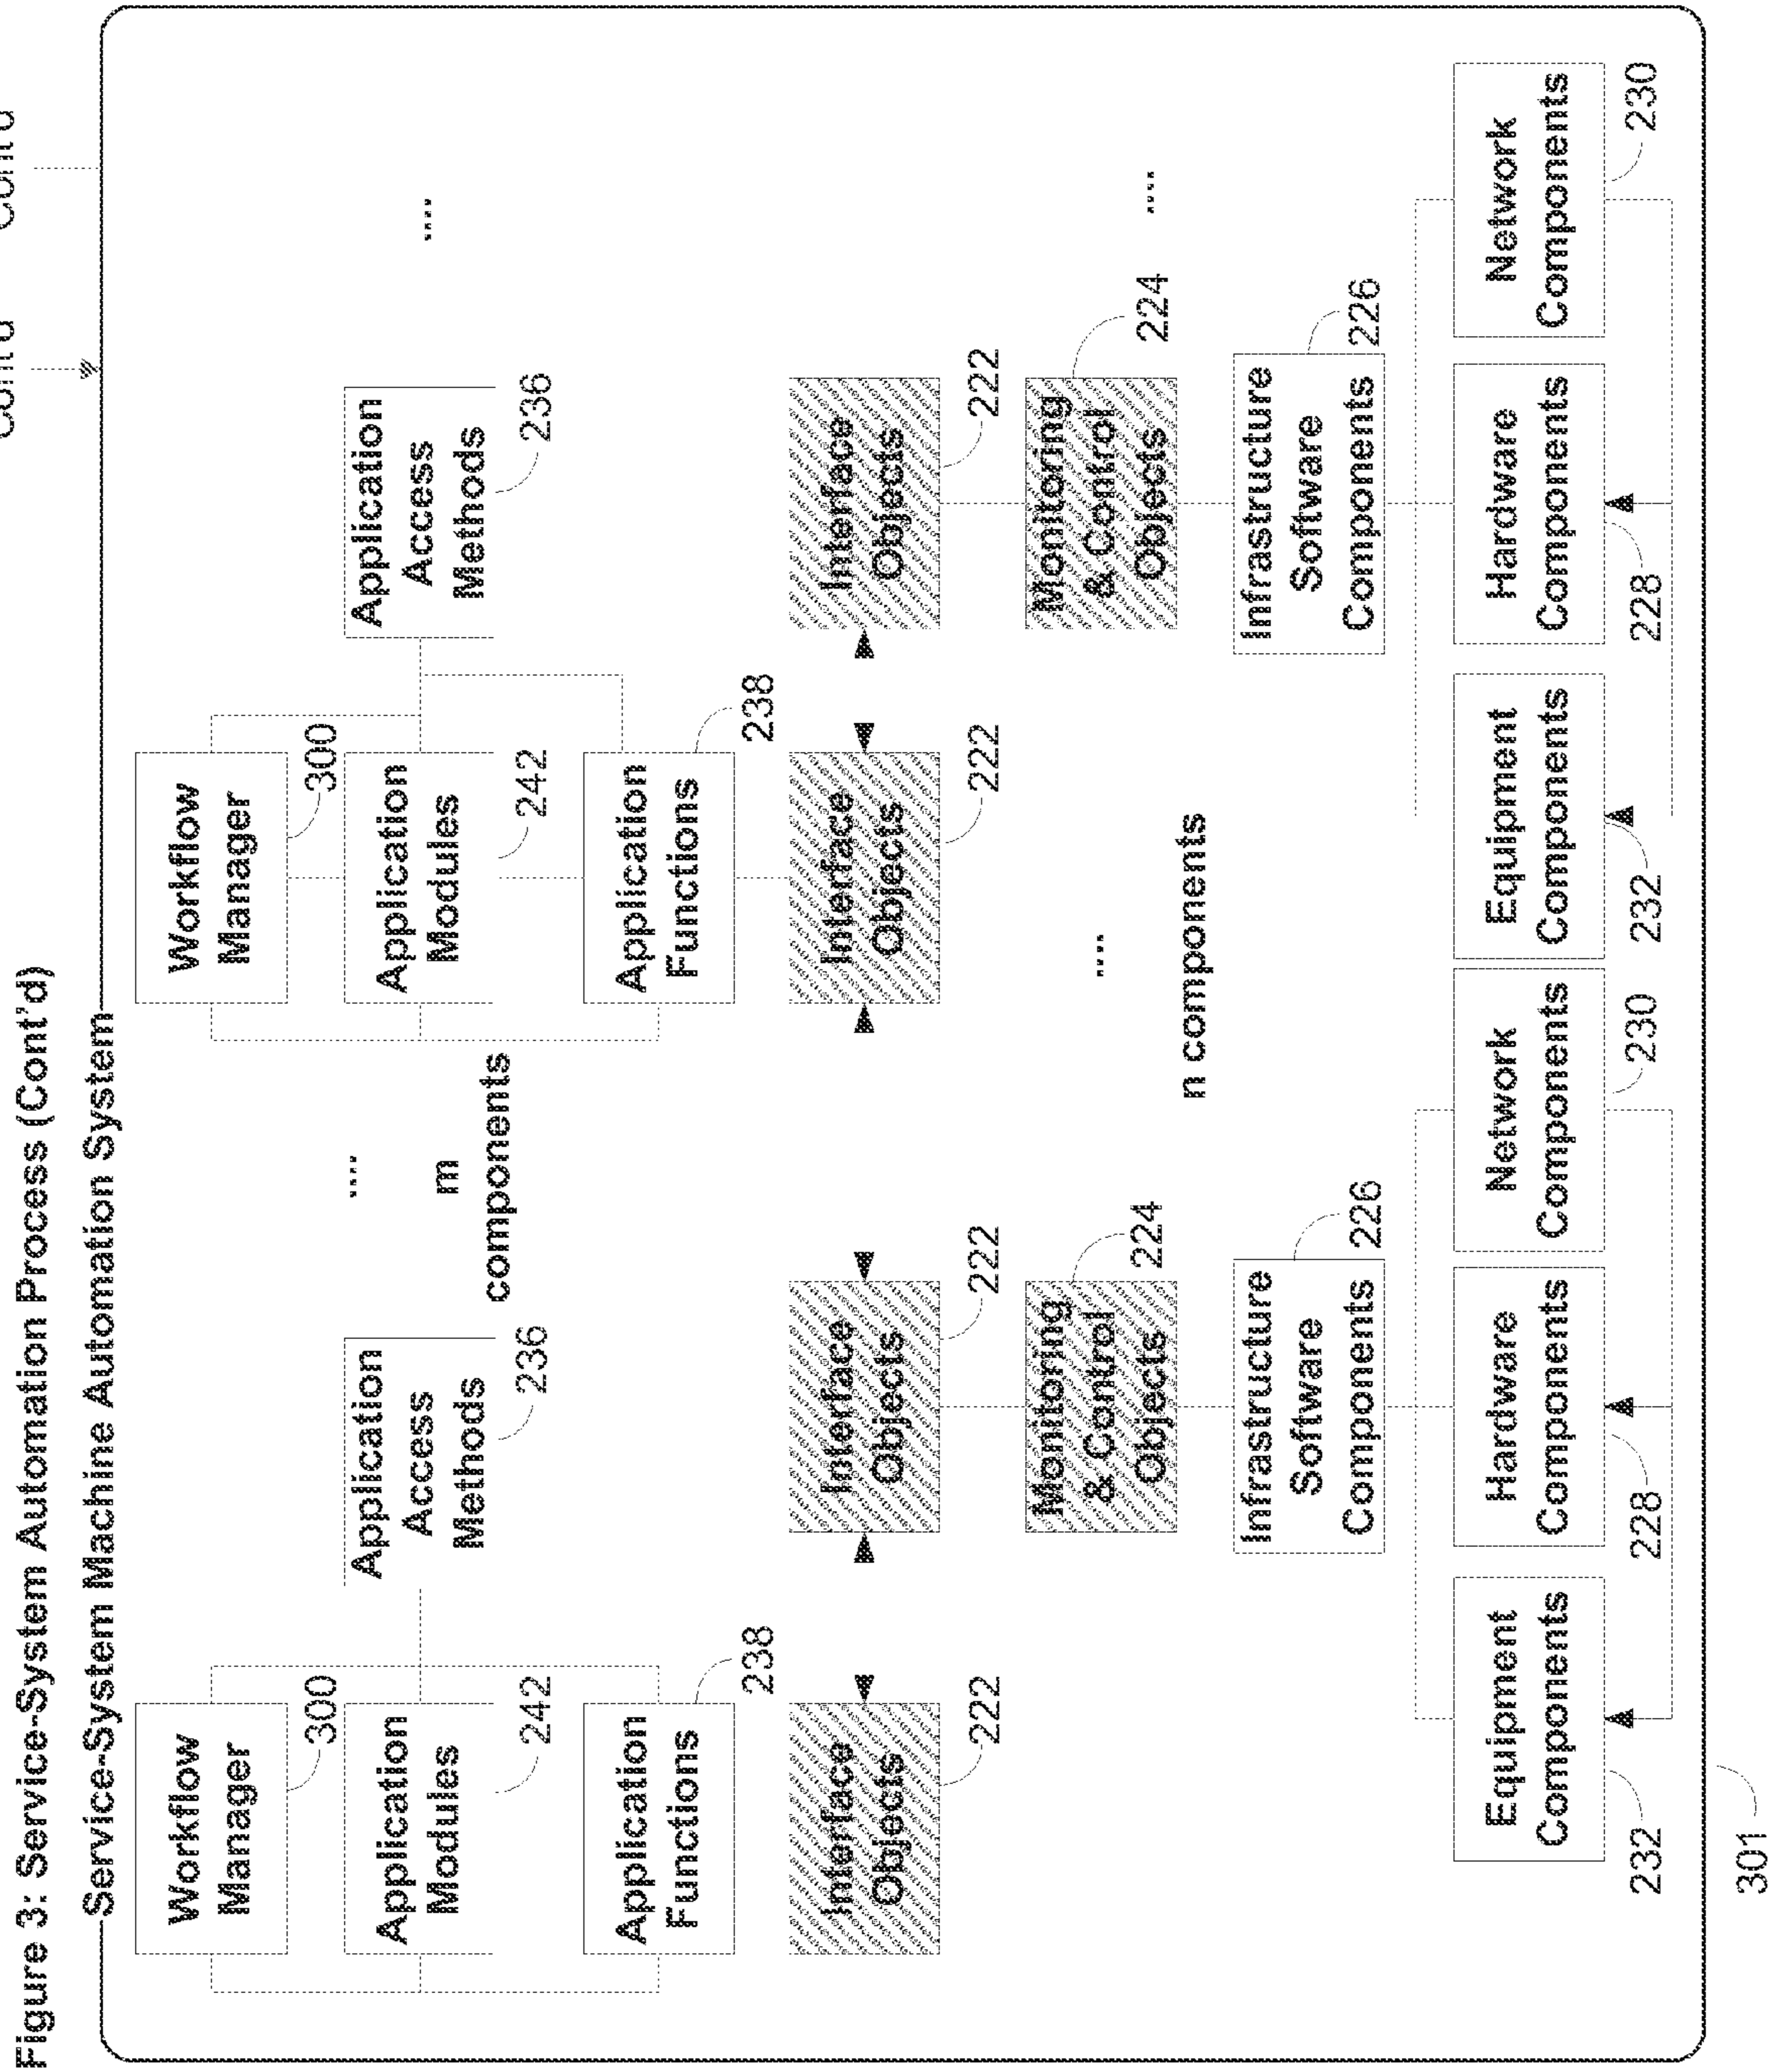 Figure 3: Service-System Automation Process (Cont'd)
Service-System Machine Automation System
Cont'd
Cont'd
Workflow
Manager
300
Application
Modules
242
Application
Functions
238
Application
Access
Methods
236
....
m
components
Workflow
Manager
300
Application
Modules
242
Application
Functions
238
Application
Access
Methods
236
....
Interface
Objects
222
Interface
Objects
222
Interface
Objects
222
Interface
Objects
222
Monitoring
& Control
Objects
224
....
n components
Monitoring
& Control
Objects
224
....
Infrastructure
Software
Components
226
Infrastructure
Software
Components
226
Equipment
Components
232
Hardware
Components
228
Network
Components
230
Equipment
Components
232
Hardware
Components
228
Network
Components
230
301